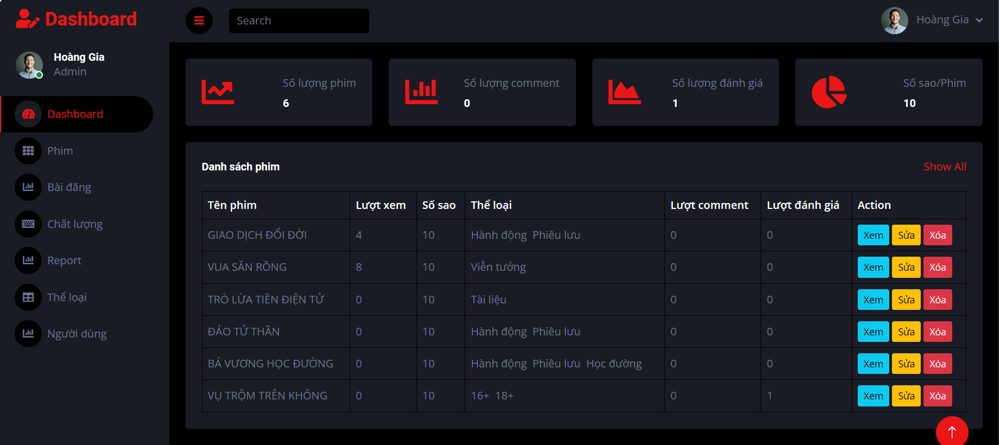 Dashboard
Search
Hoàng Gia
Hoàng Gia
Admin
Dashboard
Phim
Bài đăng
Chất lượng
Report
Thể loại
Người dùng
Số lượng phim
6
Số lượng comment
0
Số lượng đánh giá
1
Số sao/Phim
10
Danh sách phim
Show All
Tên phim Lượt xem Số sao Thể loại Lượt comment Lượt đánh giá Action
GIAO DỊCH ĐỔI ĐỜI 4 10 Hành động Phiêu lưu 0 0 Xem Sửa Xóa
VUA SĂN RỒNG 8 10 Viễn tưởng 0 0 Xem Sửa Xóa
TRÒ LỪA TIỀN ĐIỆN TỬ 0 10 Tài liệu 0 0 Xem Sửa Xóa
ĐẢO TỬ THẦN 0 10 Hành động Phiêu lưu 0 0 Xem Sửa Xóa
BÁ VƯƠNG HỌC ĐƯỜNG 0 10 Hành động Phiêu lưu Học đường 0 0 Xem Sửa Xóa
VỤ TRỘM TRÊN KHÔNG 0 10 16+ 18+ 0 1 Xem Sửa Xóa